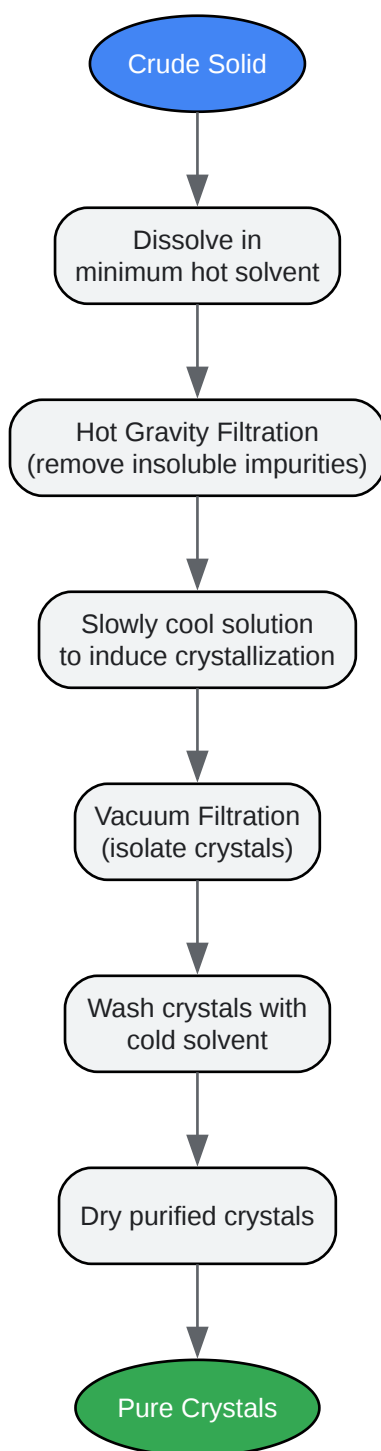 Crude Solid
Dissolve in
minimum hot solvent
Hot Gravity Filtration
(remove insoluble impurities)
Slowly cool solution
to induce crystallization
Vacuum Filtration
(isolate crystals)
Wash crystals with
cold solvent
Dry purified crystals
Pure Crystals